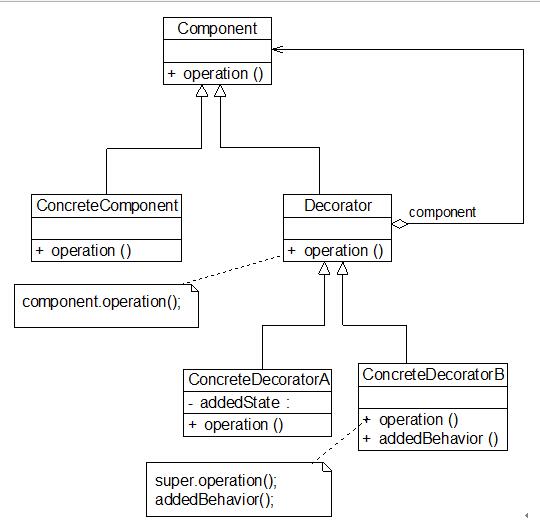 Component
+ operation ()
ConcreteComponent
+ operation ()
Decorator
+ operation ()
component
component.operation();
ConcreteDecoratorA
- addedState :
+ operation ()
ConcreteDecoratorB
+ operation ()
+ addedBehavior ()
super.operation();
addedBehavior();